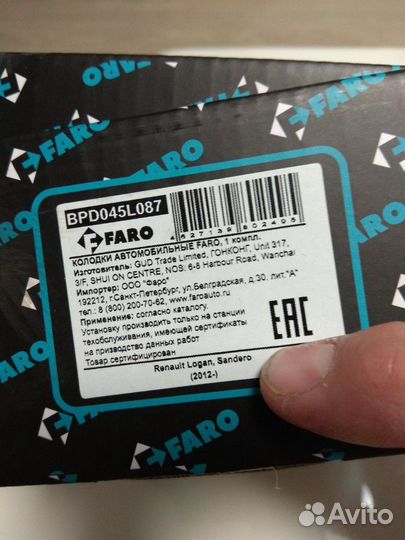 FARO
FARO
FARO
BPD045L087
4627139802495
FARO
КОЛОДКИ АВТОМОБИЛЬНЫЕ FARO, 1 компл.
Изготовитель: GUD Trade Limited, ГОНКОНГ, Unit 317,
3/F, SHUI ON CENTRE, NOS: 6-8 Harbour Road, Wanchai
Импортер: ООО "Фаро"
192212, г.Санкт-Петербург, ул.Белградская, д.30, лит."А"
тел.: 8 (800) 200-70-62, www.faroauto.ru
Применение: согласно каталогу.
Установку производить только на станции
техобслуживания, имеющей сертификаты
на призводство данных работ
Товар сертифицирован
EAC
Renault Logan, Sandero
(2012-)
FARO
FARO
Avito